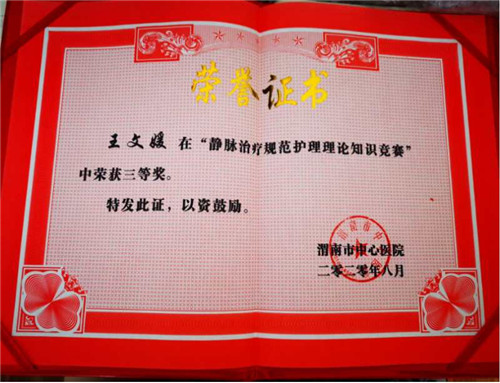 荣誉证书
王文媛 在“静脉治疗规范护理理论知识竞赛”
中荣获三等奖。
特发此证，以资鼓励。
渭南市中心医院
二零二零年八月